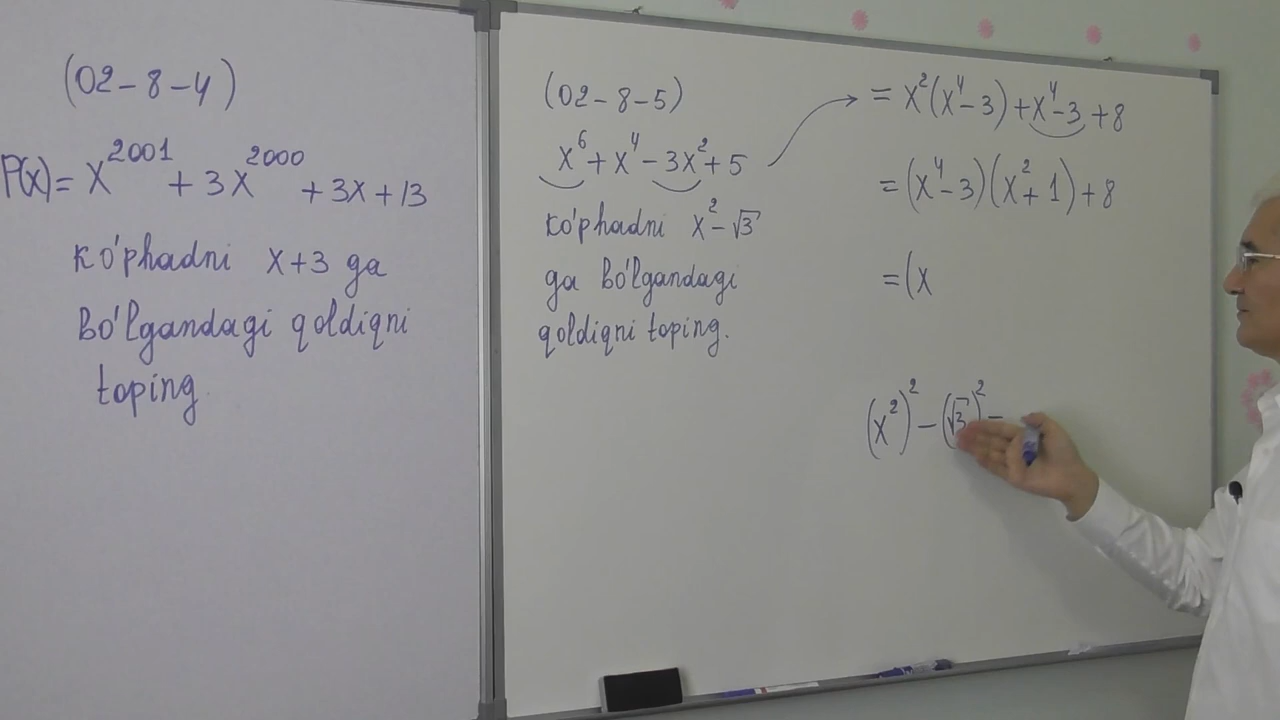 (02-8-4)
P(x)= x^2001 + 3x^2000 + 3x + 13
ko'phadni x+3 ga
bo'lgandagi qoldiqni
toping
(02-8-5)
x^6 + x^4 - 3x^2 + 5
ko'phadni x^2 - √3
ga bo'lgandagi
qoldiqni toping.
= x^2(x^4-3) + x^4-3 + 8
= (x^4-3)(x^2+1) + 8
= (x
(x^2)^2 - (√3)^2 =